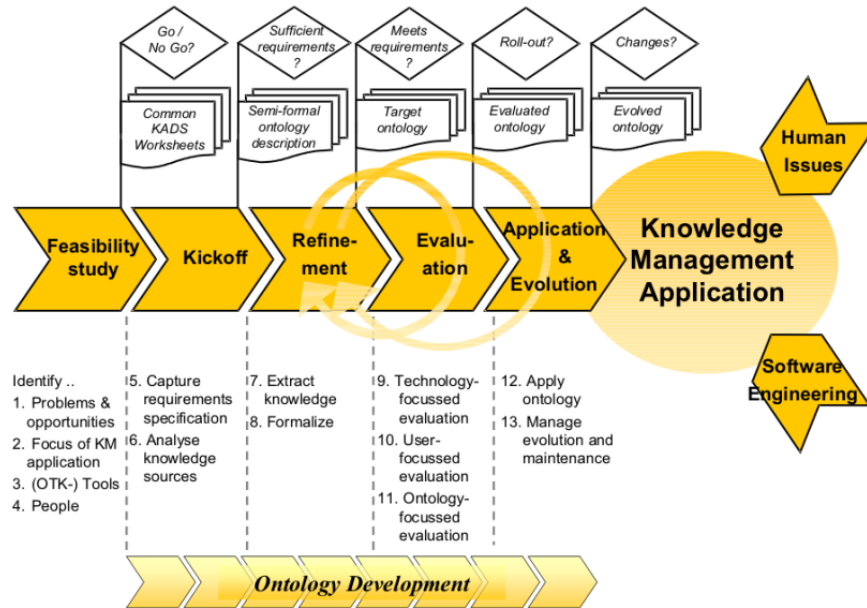 Go /
No Go?
Sufficient
requirements
?
Meets
requirements
?
Roll-out?
Changes?
Common
KADS
Worksheets
Semi-formal
ontology
description
Target
ontology
Evaluated
ontology
Evolved
ontology
Human
Issues
Feasibility
study
Kickoff
Refine-
ment
Evalu-
ation
Application
&
Evolution
Knowledge
Management
Application
Software
Engineering
Identify ..
1. Problems &
opportunities
2. Focus of KM
application
3. (OTK-) Tools
4. People
5. Capture
requirements
specification
6. Analyse
knowledge
sources
7. Extract
knowledge
8. Formalize
9. Technology-
focussed
evaluation
10. User-
focussed
evaluation
11. Ontology-
focussed
evaluation
12. Apply
ontology
13. Manage
evolution and
maintenance
Ontology Development